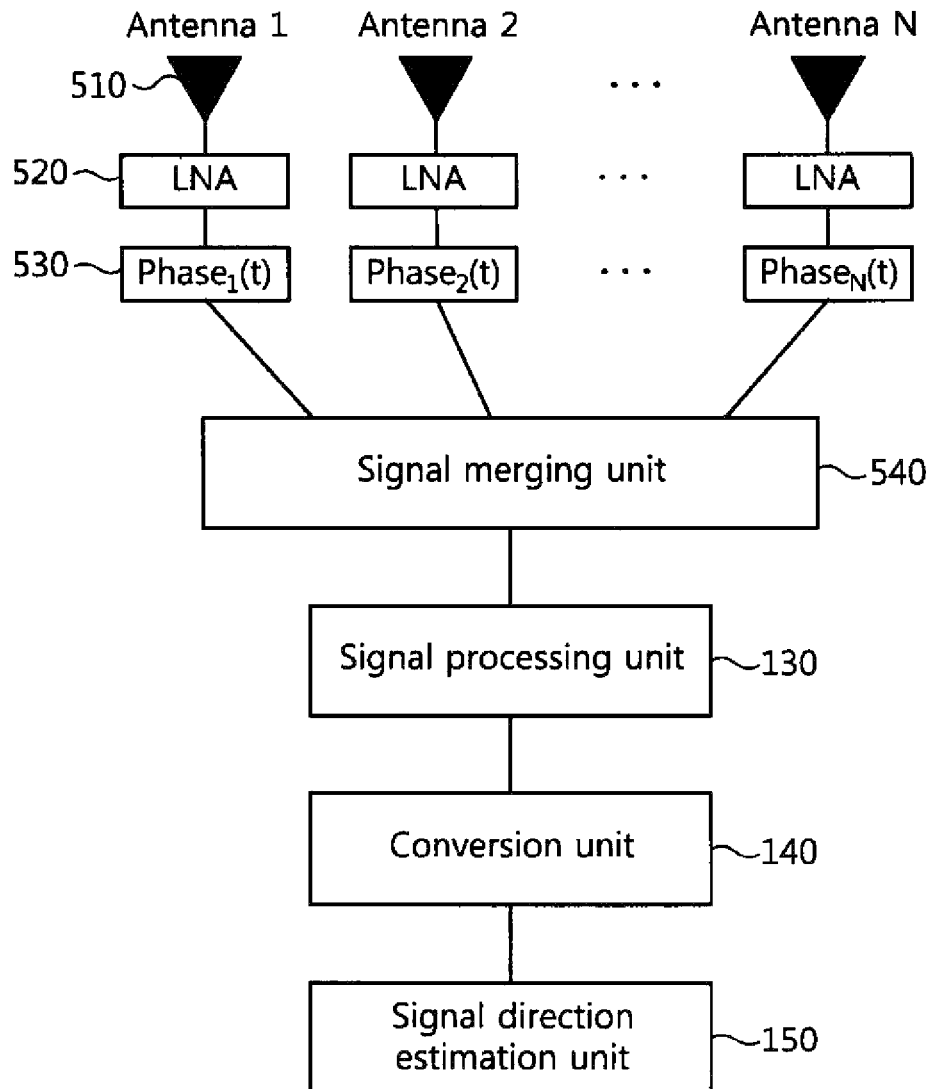 Antenna 1 Antenna 2 Antenna N
510 ...
520 LNA LNA ... LNA
530 Phase₁(t) Phase₂(t) ... Phase_N(t)
Signal merging unit 540
Signal processing unit 130
Conversion unit 140
Signal direction
estimation unit 150